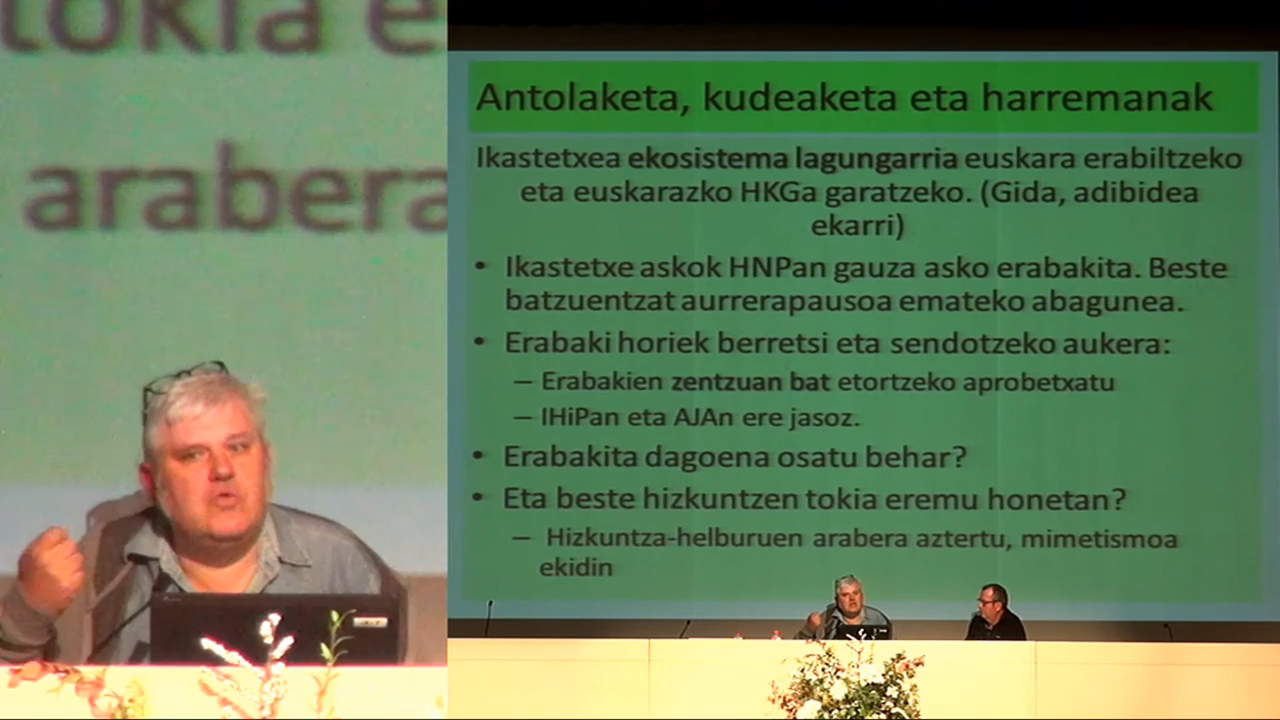 tokia e
arabera
Antolaketa, kudeaketa eta harremanak
Ikastetxea ekosistema lagungarria euskara erabiltzeko
eta euskarazko HKGa garatzeko. (Gida, adibidea
ekarri)
• Ikastetxe askok HNPan gauza asko erabakita. Beste
batzuentzat aurrerapausoa emateko abagunea.
• Erabaki horiek berretsi eta sendotzeko aukera:
– Erabakien zentzuan bat etortzeko aprobetxatu
– IHiPan eta AJAn ere jasoz.
• Erabakita dagoena osatu behar?
• Eta beste hizkuntzen tokia eremu honetan?
– Hizkuntza-helburuen arabera aztertu, mimetismoa
ekidin